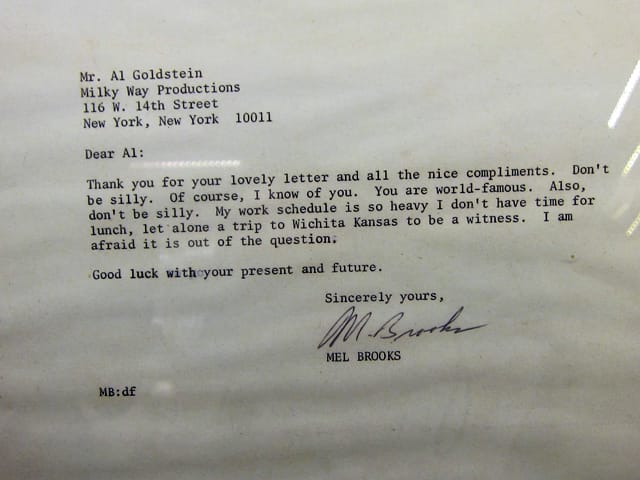 Mr. Al Goldstein
Milky Way Productions
116 W. 14th Street
New York, New York  10011
Dear Al:
Thank you for your lovely letter and all the nice compliments.  Don't
be silly.  Of course, I know of you.  You are world-famous.  Also,
don't be silly.  My work schedule is so heavy I don't have time for
lunch, let alone a trip to Wichita Kansas to be a witness.  I am
afraid it is out of the question.
Good luck with your present and future.
Sincerely yours,
M. Brooks
MEL BROOKS
MB:df